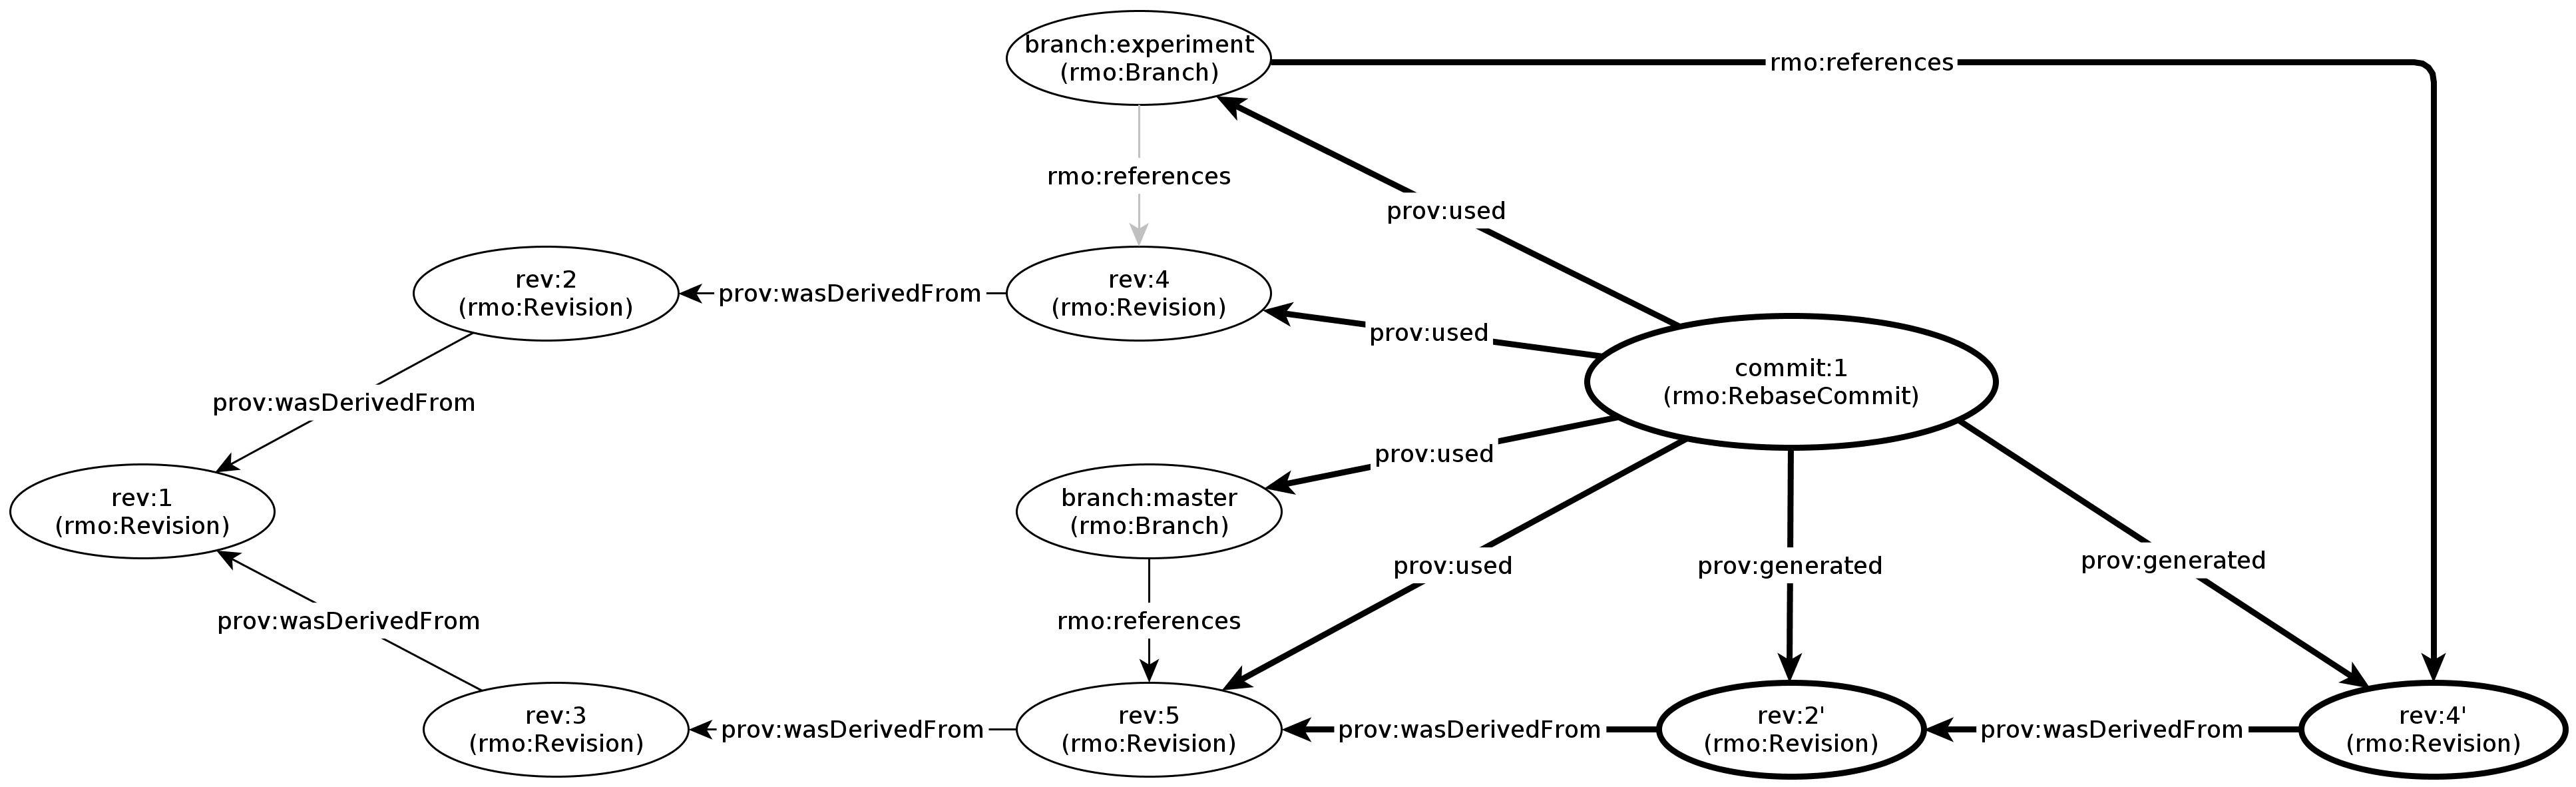 branch:experiment
(rmo:Branch)
rmo:references
rmo:references
prov:used
rev:2
(rmo:Revision)
prov:wasDerivedFrom
rev:4
(rmo:Revision)
prov:used
commit:1
(rmo:RebaseCommit)
prov:wasDerivedFrom
prov:used
rev:1
(rmo:Revision)
branch:master
(rmo:Branch)
prov:used
prov:generated
prov:generated
prov:wasDerivedFrom
rmo:references
rev:3
(rmo:Revision)
prov:wasDerivedFrom
rev:5
(rmo:Revision)
prov:wasDerivedFrom
rev:2'
(rmo:Revision)
prov:wasDerivedFrom
rev:4'
(rmo:Revision)